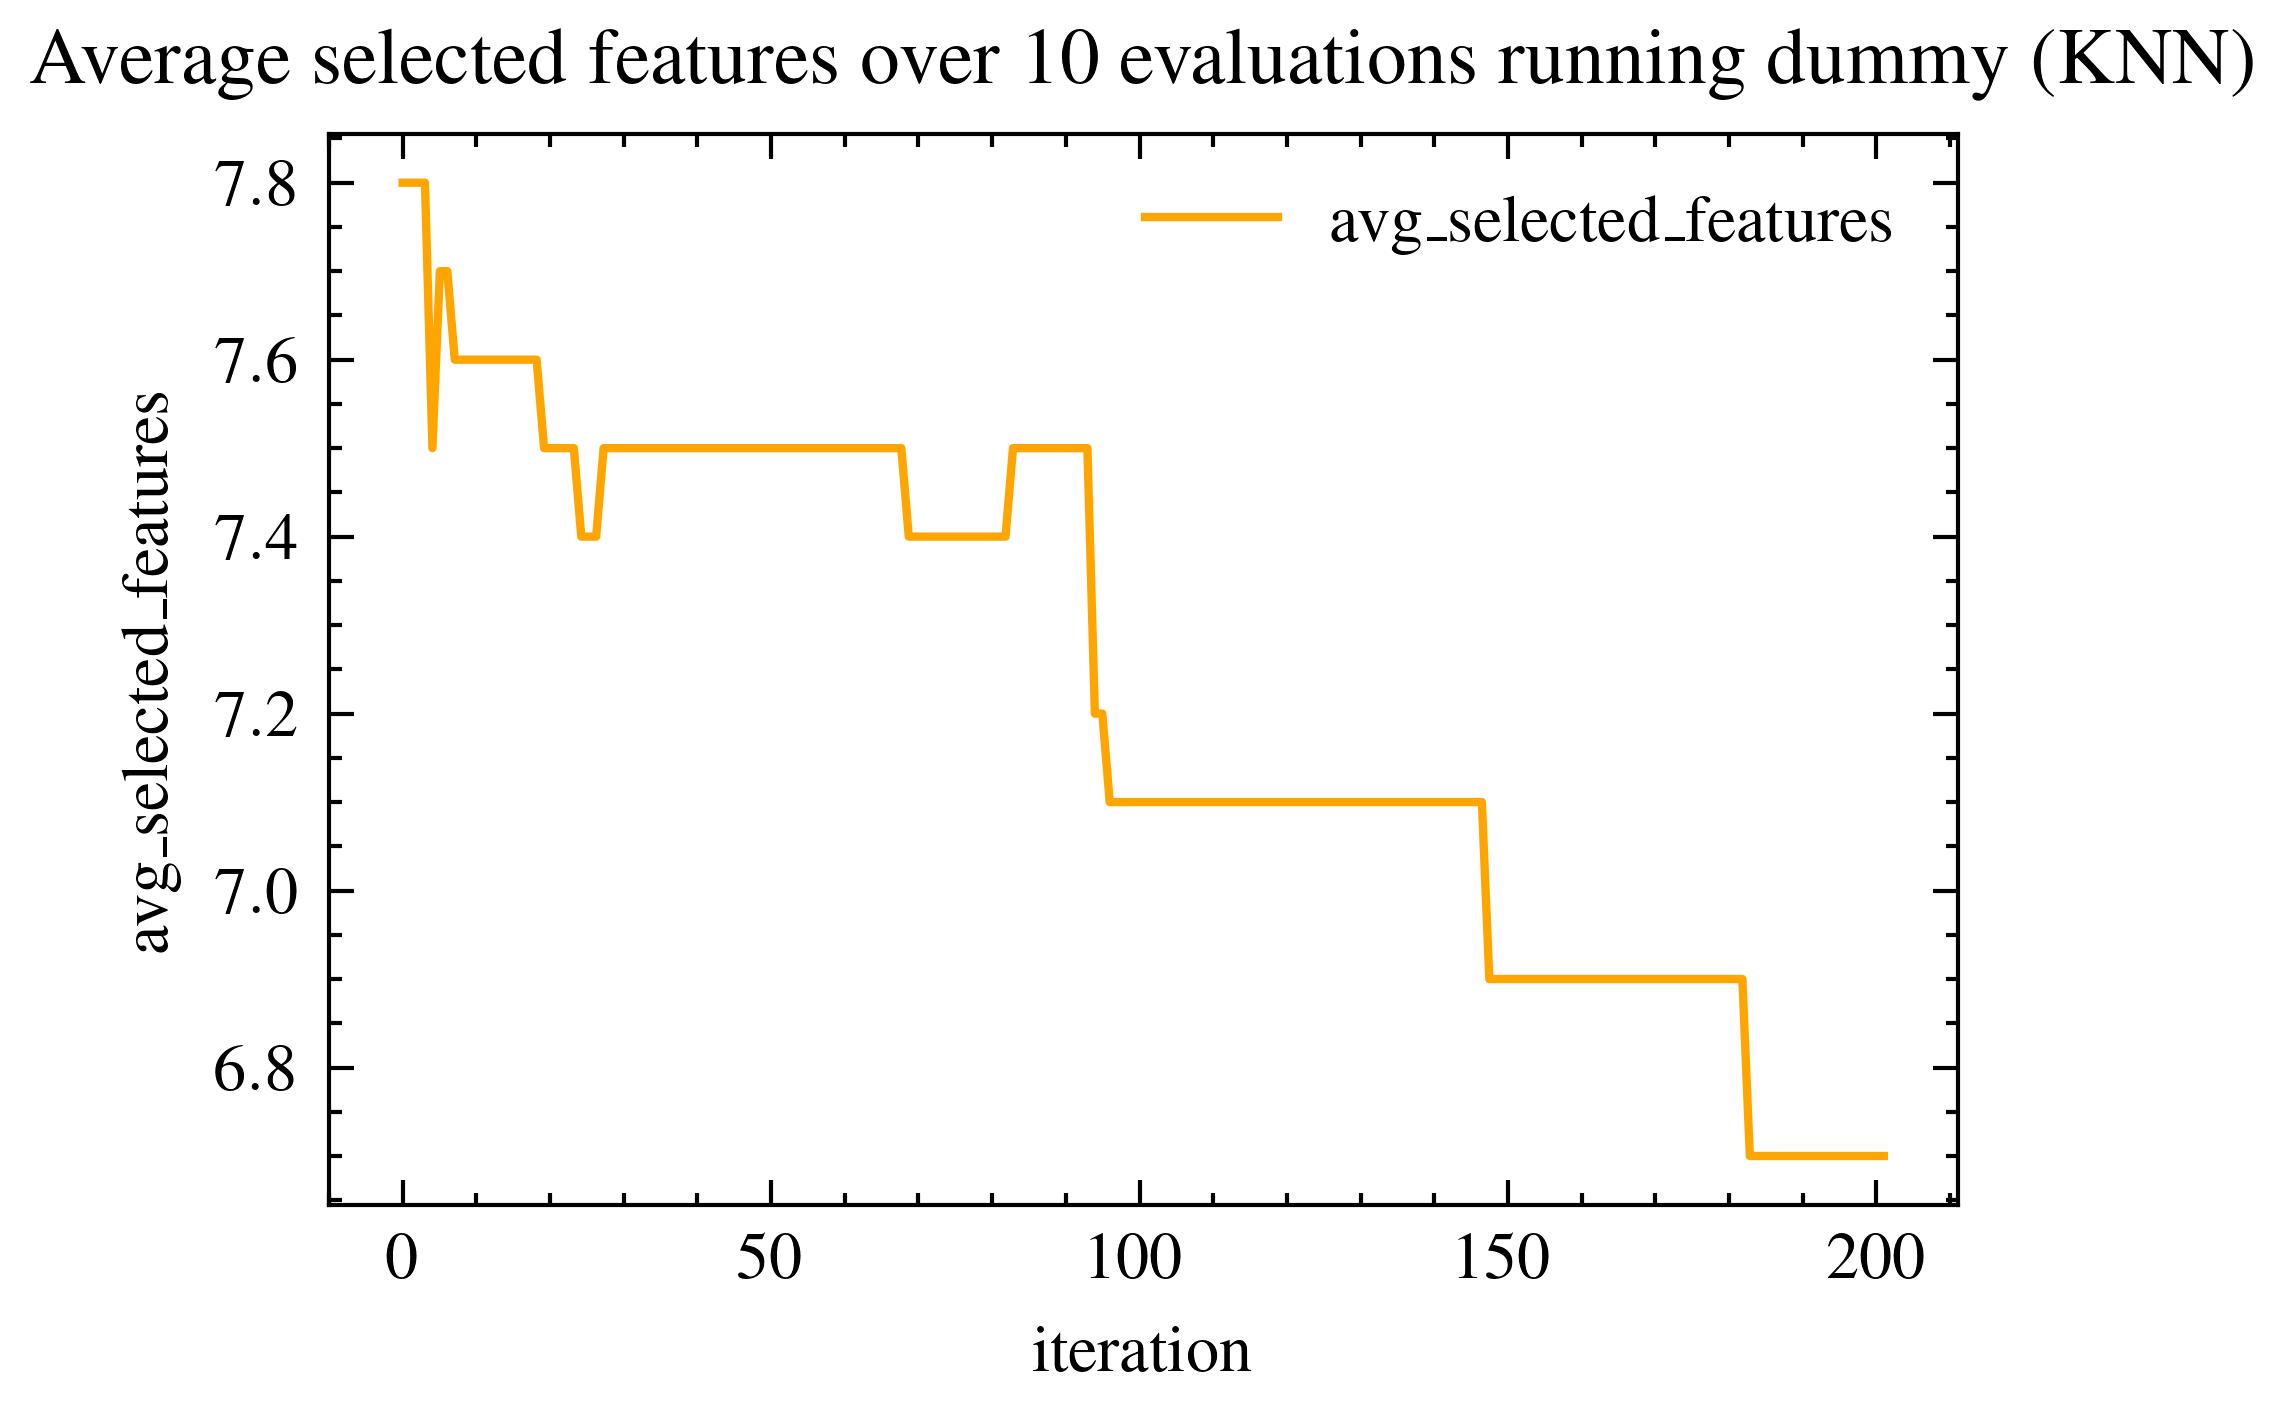 Average selected features over 10 evaluations running dummy (KNN)
avg_selected_features
7.8
7.6
7.4
7.2
7.0
6.8
avg_selected_features
0 50 100 150 200
iteration